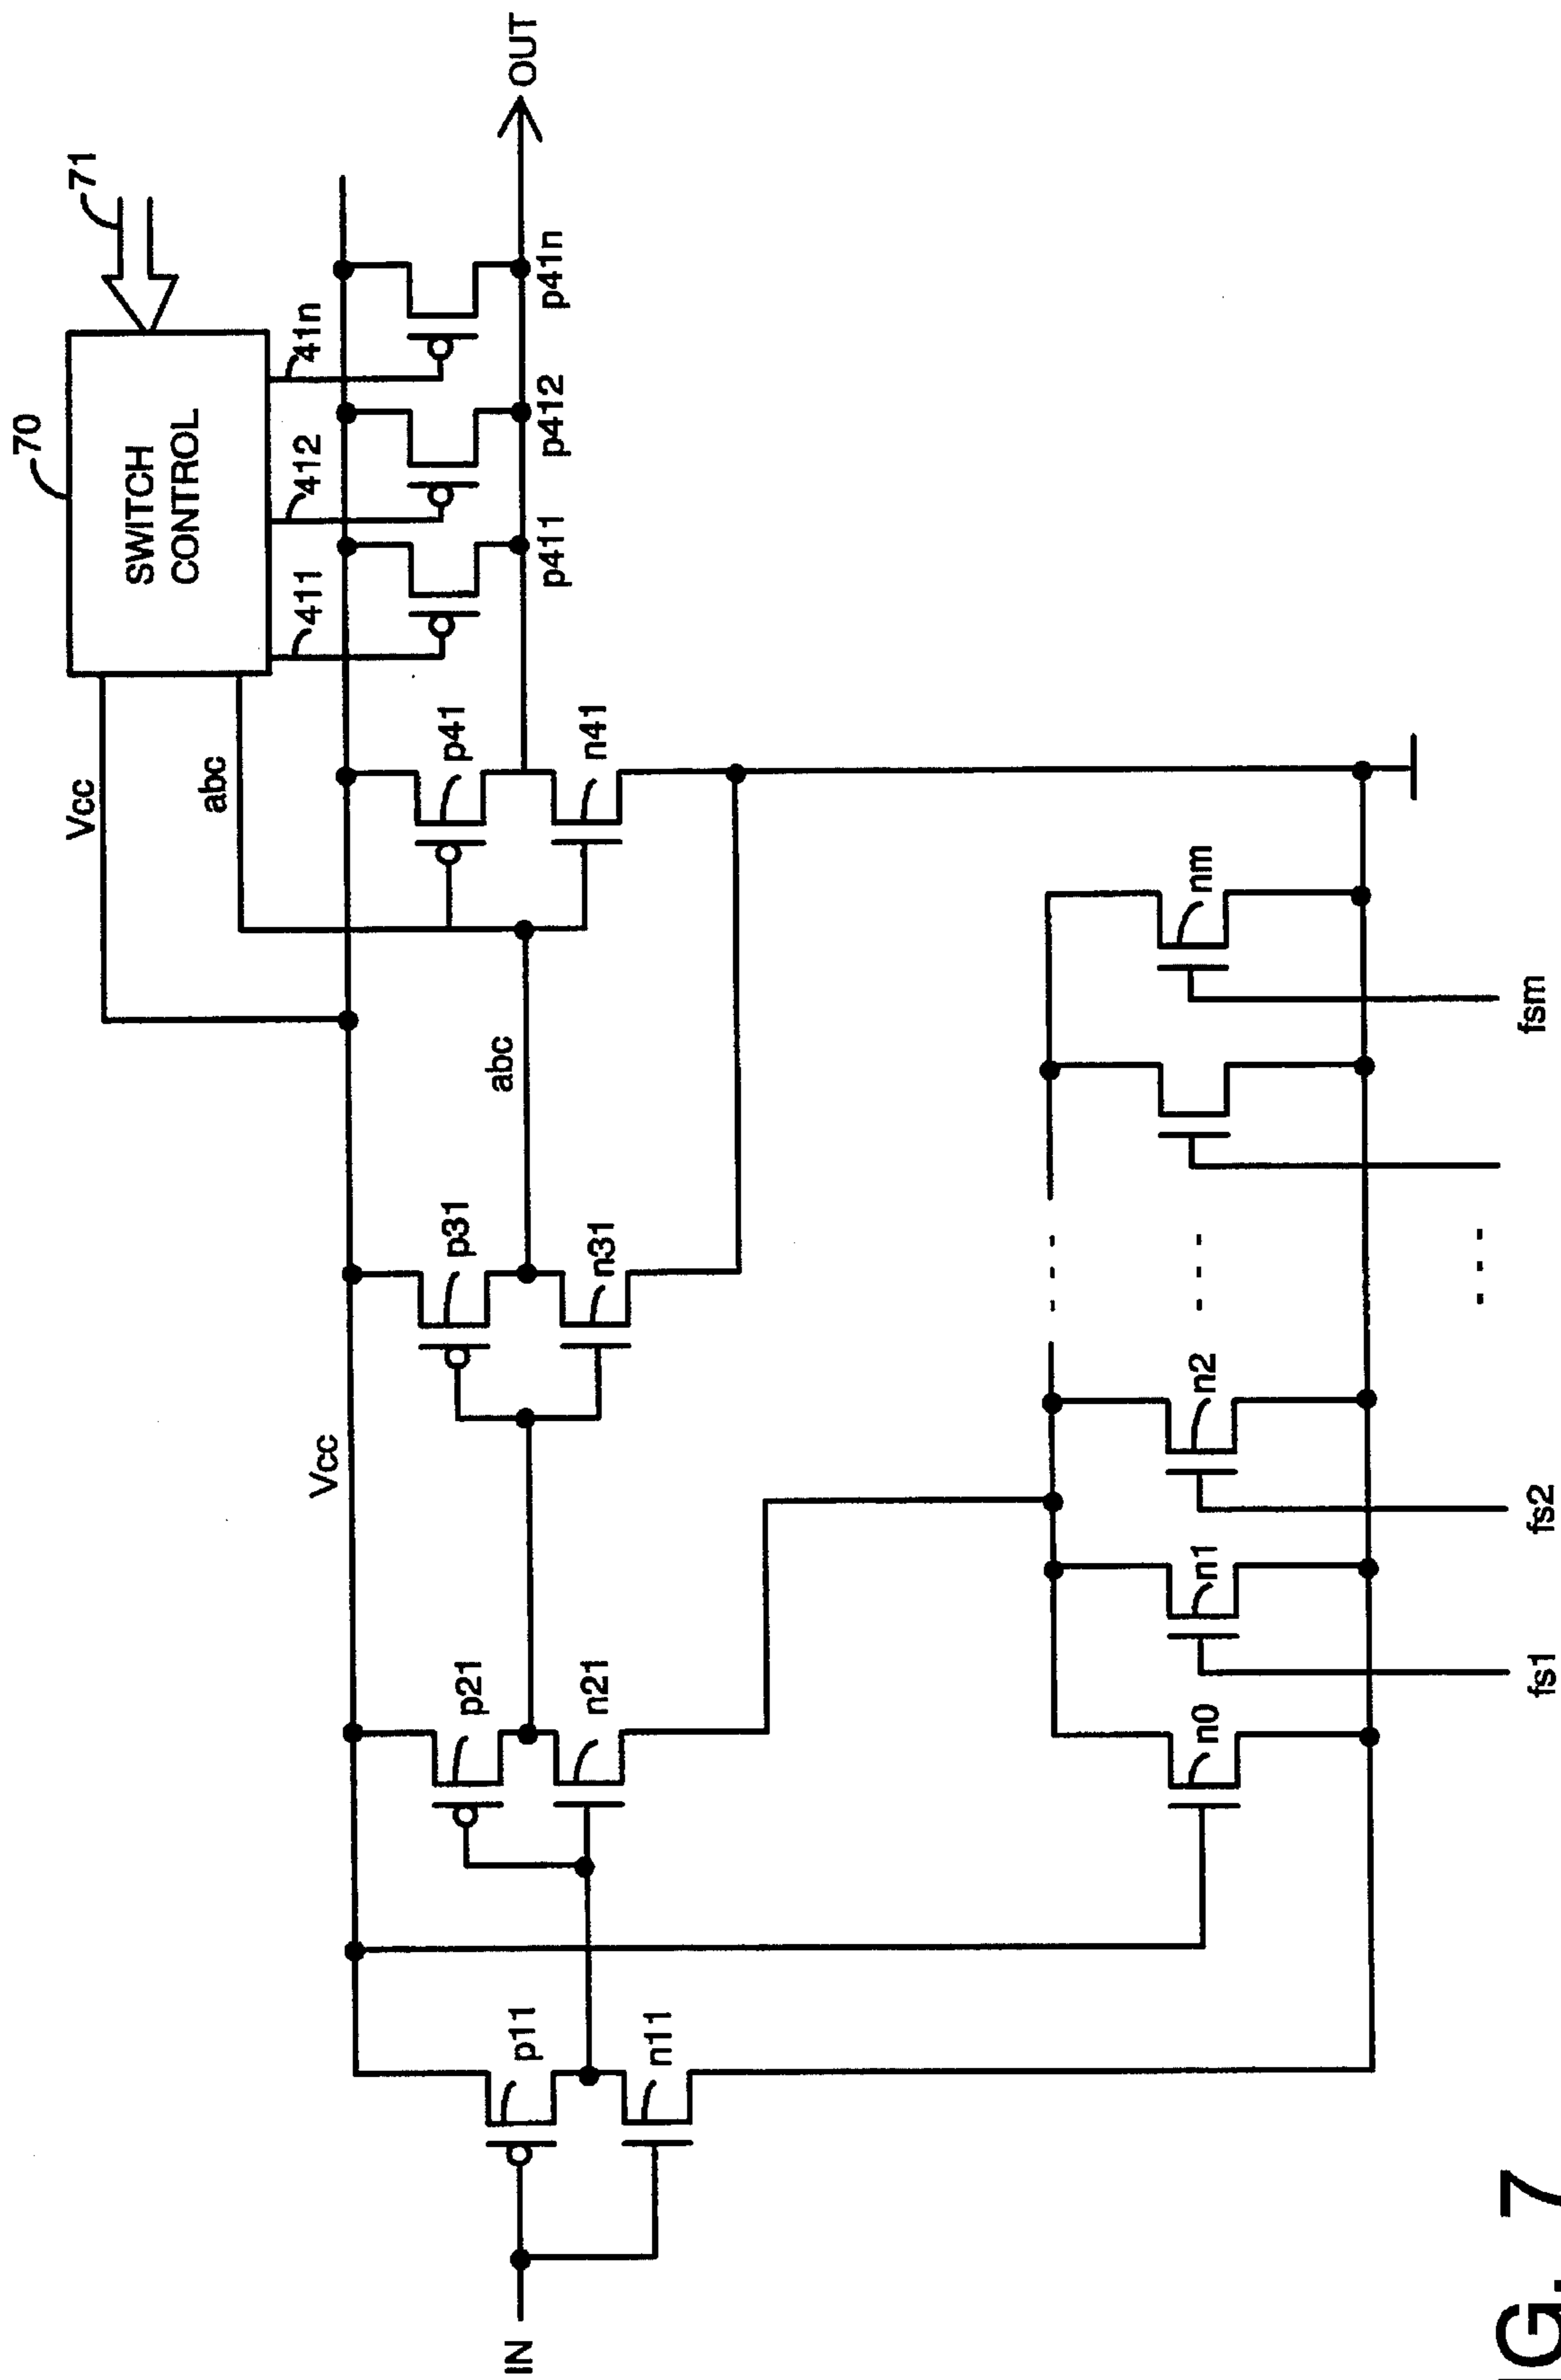 70
71
SWITCH
CONTROL
Vcc
abc
411
412
41n
Vcc
p11
n11
p21
n21
p31
n31
abc
p41
n41
p411
p412
p41n
IN
OUT
n0
n1
n2
nm
fs1
fs2
fsm
G. 7